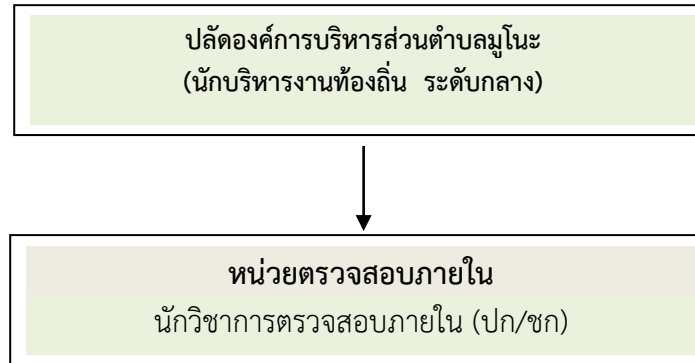 ปลัดองค์การบริหารส่วนตำบลมูโนะ
(นักบริหารงานท้องถิ่น ระดับกลาง)
หน่วยตรวจสอบภายใน
นักวิชาการตรวจสอบภายใน (ปก/ชก)